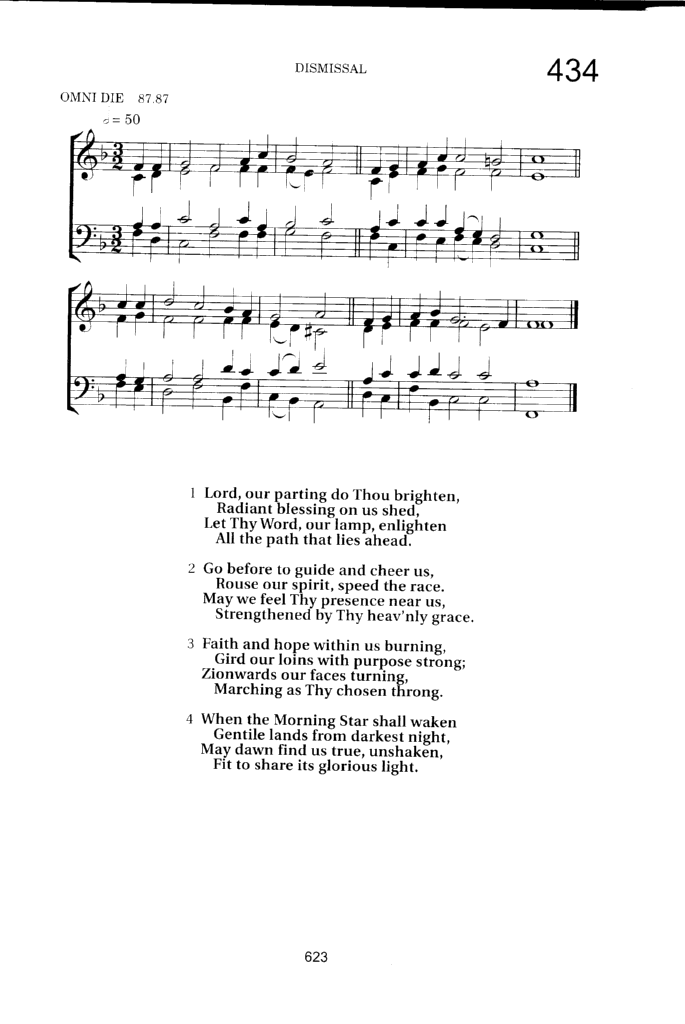 DISMISSAL
434
OMNI DIE 87.87
= 50
1 Lord, our parting do Thou brighten,
Radiant blessing on us shed,
Let Thy Word, our lamp, enlighten
All the path that lies ahead.
2 Go before to guide and cheer us,
Rouse our spirit, speed the race.
May we feel Thy presence near us,
Strengthened by Thy heav'nly grace.
3 Faith and hope within us burning,
Gird our loins with purpose strong;
Zionwards our faces turning,
Marching as Thy chosen throng.
4 When the Morning Star shall waken
Gentile lands from darkest night,
May dawn find us true, unshaken,
Fit to share its glorious light.
623